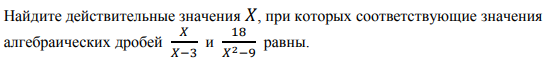 Найдите действительные значения X, при которых соответствующие значения
алгебраических дробей X/(X−3) и 18/(X²−9) равны.